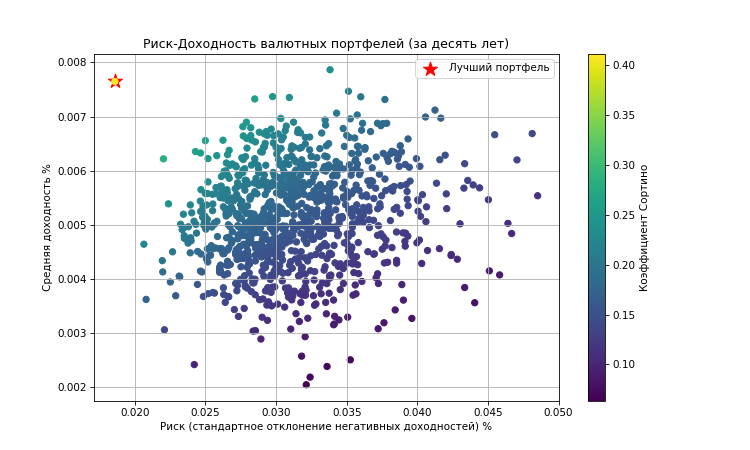 Риск-Доходность валютных портфелей (за десять лет)
Лучший портфель
Средняя доходность %
0.008
0.007
0.006
0.005
0.004
0.003
0.002
0.020 0.025 0.030 0.035 0.040 0.045 0.050
Риск (стандартное отклонение негативных доходностей) %
0.40
0.35
0.30
0.25
0.20
0.15
0.10
Коэффициент Сортино